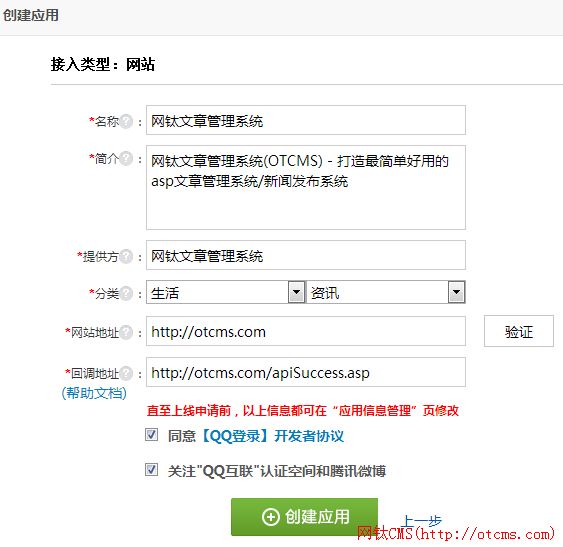 创建应用
接入类型：网站
*名称?：网钛文章管理系统
*简介?：网钛文章管理系统(OTCMS) - 打造最简单好用的
asp文章管理系统/新闻发布系统
*提供方?：网钛文章管理系统
*分类?：生活 资讯
*网站地址?：http://otcms.com 验证
*回调地址?：http://otcms.com/apiSuccess.asp
(帮助文档)
直至上线申请前，以上信息都可在“应用信息管理”页修改
同意【QQ登录】开发者协议
关注"QQ互联"认证空间和腾讯微博
创建应用 上一步
网钛CMS(http://otcms.com)